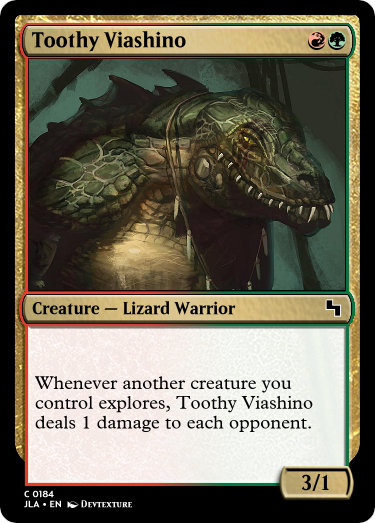 Toothy Viashino
Creature — Lizard Warrior
Whenever another creature you
control explores, Toothy Viashino
deals 1 damage to each opponent.
3/1
C 0184
JLA • EN Devtexture